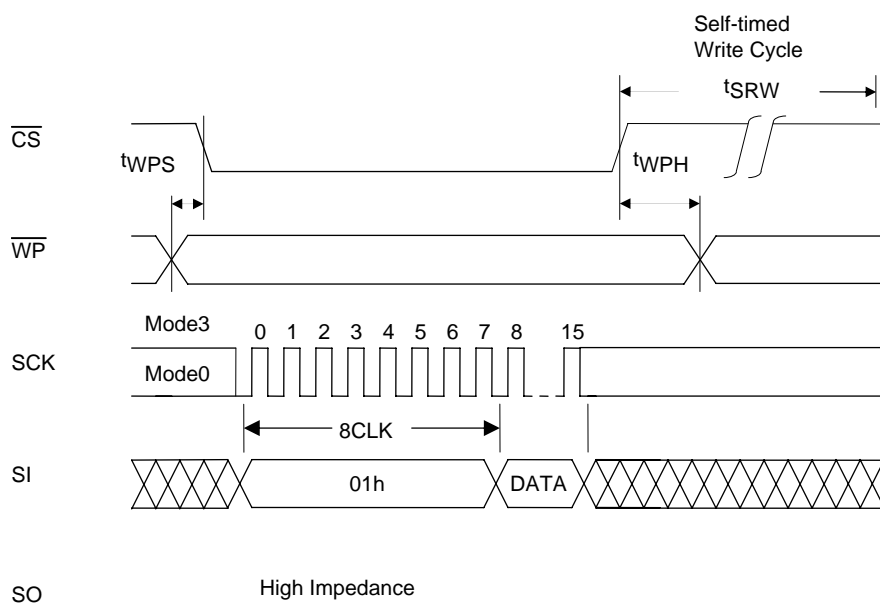 Self-timed
Write Cycle
tSRW
CS
tWPS
tWPH
WP
Mode3
0 1 2 3 4 5 6 7 8 15
SCK
Mode0
8CLK
SI
01h
DATA
High Impedance
SO